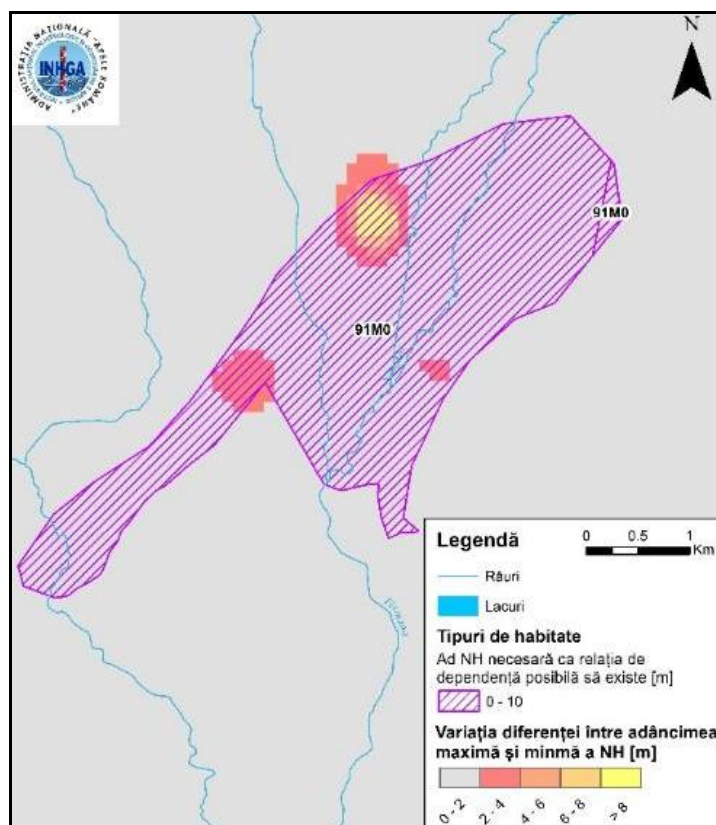 ADMINISTRAȚIA NAȚIONALĂ "APELE ROMÂNE"
INHGA
N
91M0
91M0
Legendă
0 0.5 1
Km
Râuri
Lacuri
Tipuri de habitate
Ad NH necesară ca relația de
dependență posibilă să existe [m]
0 - 10
Variația diferenței între adâncimea
maximă și minmă a NH [m]
0-2
2-4
4-6
6-8
>8